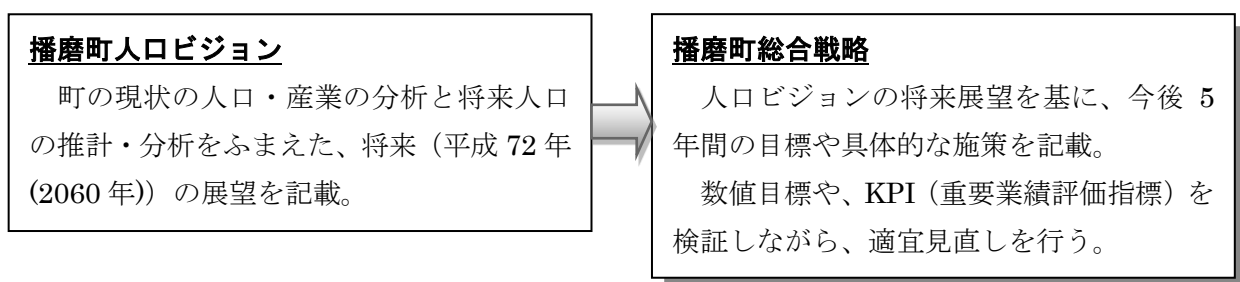 播磨町人口ビジョン
町の現状の人口・産業の分析と将来人口
の推計・分析をふまえた、将来（平成 72 年
(2060 年)）の展望を記載。
播磨町総合戦略
人口ビジョンの将来展望を基に、今後 5
年間の目標や具体的な施策を記載。
数値目標や、KPI（重要業績評価指標）を
検証しながら、適宜見直しを行う。